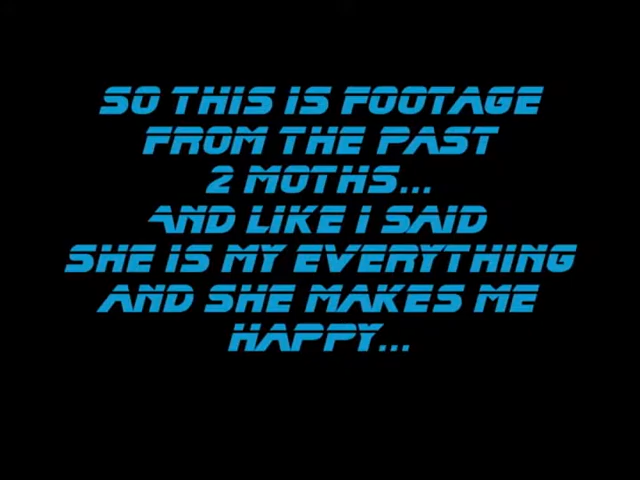 SO THIS IS FOOTAGE
FROM THE PAST
2 MOTHS...
AND LIKE I SAID
SHE IS MY EVERYTHING
AND SHE MAKES ME
HAPPY...